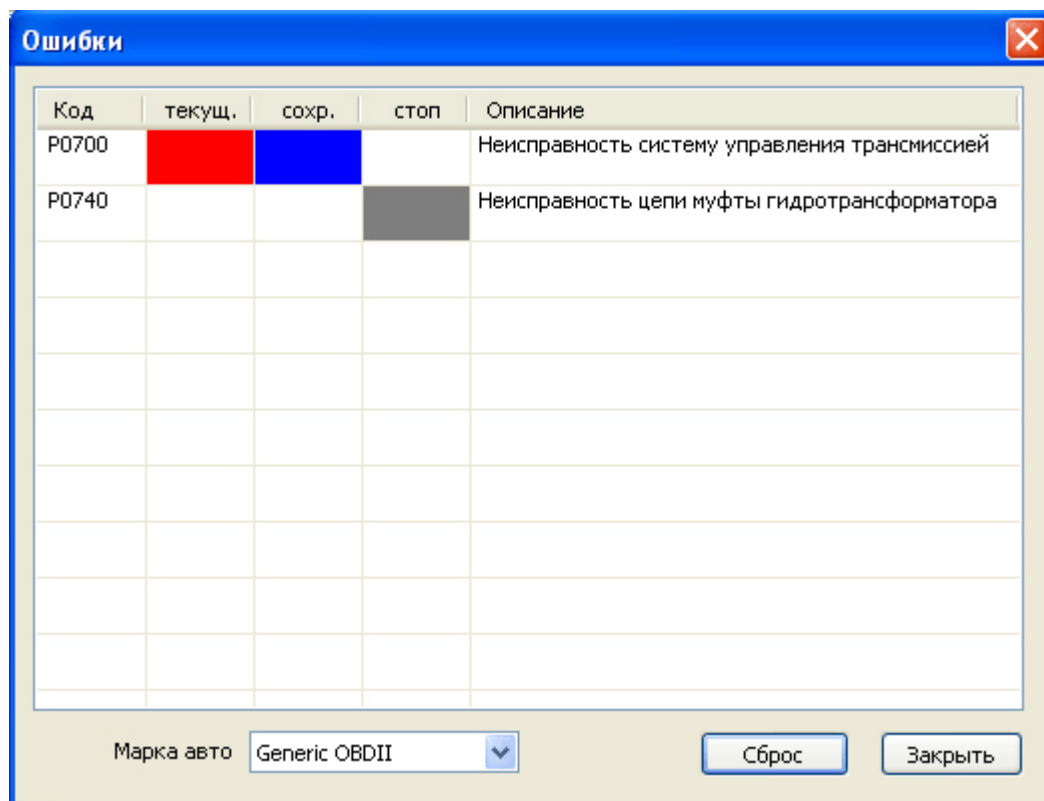 Ошибки
Код текущ. сохр. стоп Описание
P0700 Неисправность систему управления трансмиссией
P0740 Неисправность цепи муфты гидротрансформатора
Марка авто Generic OBDII Сброс Закрыть